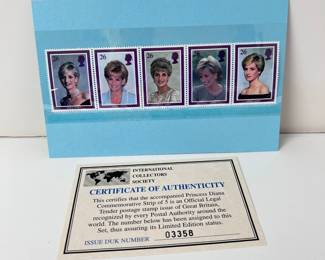 26
26
26
26
26
INTERNATIONAL
COLLECTORS
SOCIETY
CERTIFICATE OF AUTHENTICITY
This certifies that the accompanied Princess Diana
Commemorative Strip of 5 is an Official Legal
Tender postage stamp issue of Great Britain,
recognized by every Postal Authority around the
world. The number below has been assigned to this
Set, thus assuring its Limited Edition status.
ISSUE DUK NUMBER 03358